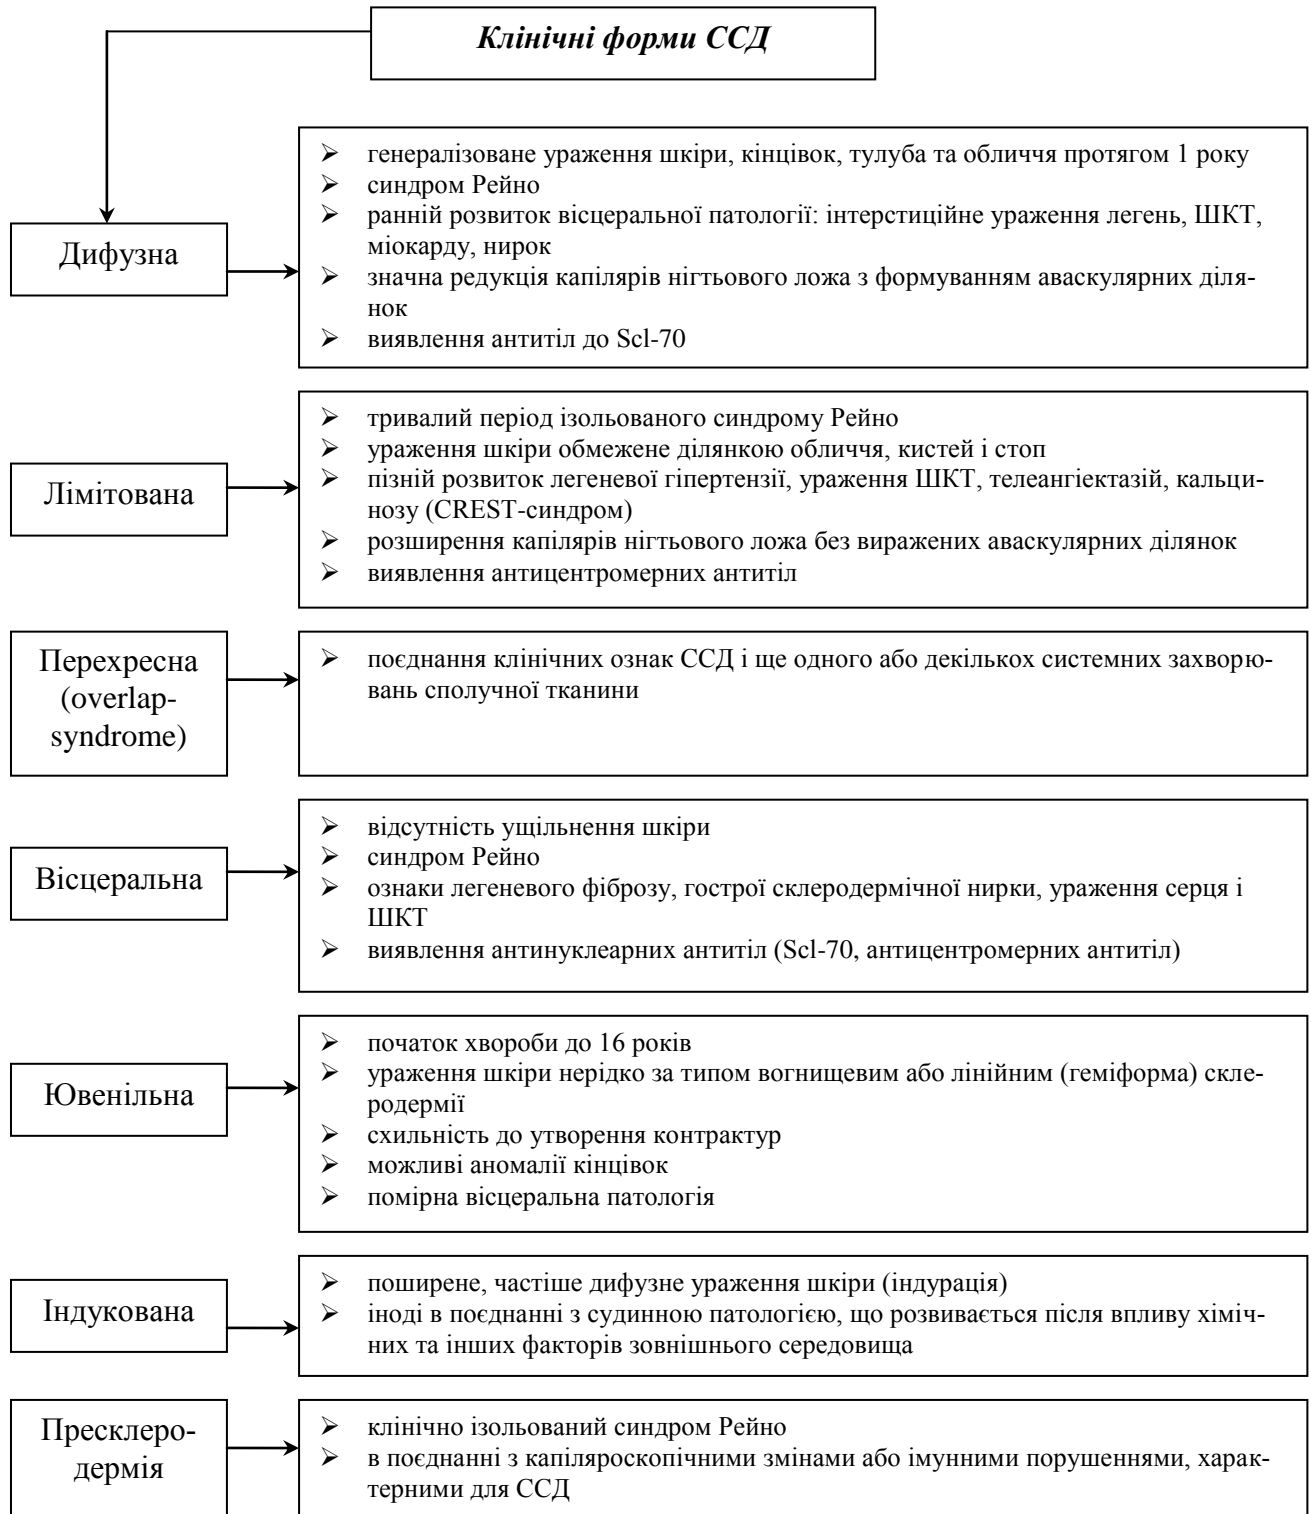 Клінічні форми ССД
Дифузна
➢ генералізоване ураження шкіри, кінцівок, тулуба та обличчя протягом 1 року
➢ синдром Рейно
➢ ранній розвиток вісцеральної патології: інтерстиційне ураження легень, ШКТ,
міокарду, нирок
➢ значна редукція капілярів нігтьового ложа з формуванням аваскулярних діля-
нок
➢ виявлення антитіл до Scl-70
Лімітована
➢ тривалий період ізольованого синдрому Рейно
➢ ураження шкіри обмежене ділянкою обличчя, кистей і стоп
➢ пізній розвиток легеневої гіпертензії, ураження ШКТ, телеангіектазій, кальци-
нозу (CREST-синдром)
➢ розширення капілярів нігтьового ложа без виражених аваскулярних ділянок
➢ виявлення антицентромерних антитіл
Перехресна
(overlap-
syndrome)
➢ поєднання клінічних ознак ССД і ще одного або декількох системних захворю-
вань сполучної тканини
Вісцеральна
➢ відсутність ущільнення шкіри
➢ синдром Рейно
➢ ознаки легеневого фіброзу, гострої склеродермічної нирки, ураження серця і
ШКТ
➢ виявлення антинуклеарних антитіл (Scl-70, антицентромерних антитіл)
Ювенільна
➢ початок хвороби до 16 років
➢ ураження шкіри нерідко за типом вогнищевим або лінійним (геміформа) скле-
родермії
➢ схильність до утворення контрактур
➢ можливі аномалії кінцівок
➢ помірна вісцеральна патологія
Індукована
➢ поширене, частіше дифузне ураження шкіри (індурація)
➢ іноді в поєднанні з судинною патологією, що розвивається після впливу хіміч-
них та інших факторів зовнішнього середовища
Пресклеро-
дермія
➢ клінічно ізольований синдром Рейно
➢ в поєднанні з капіляроскопічними змінами або імунними порушеннями, харак-
терними для ССД